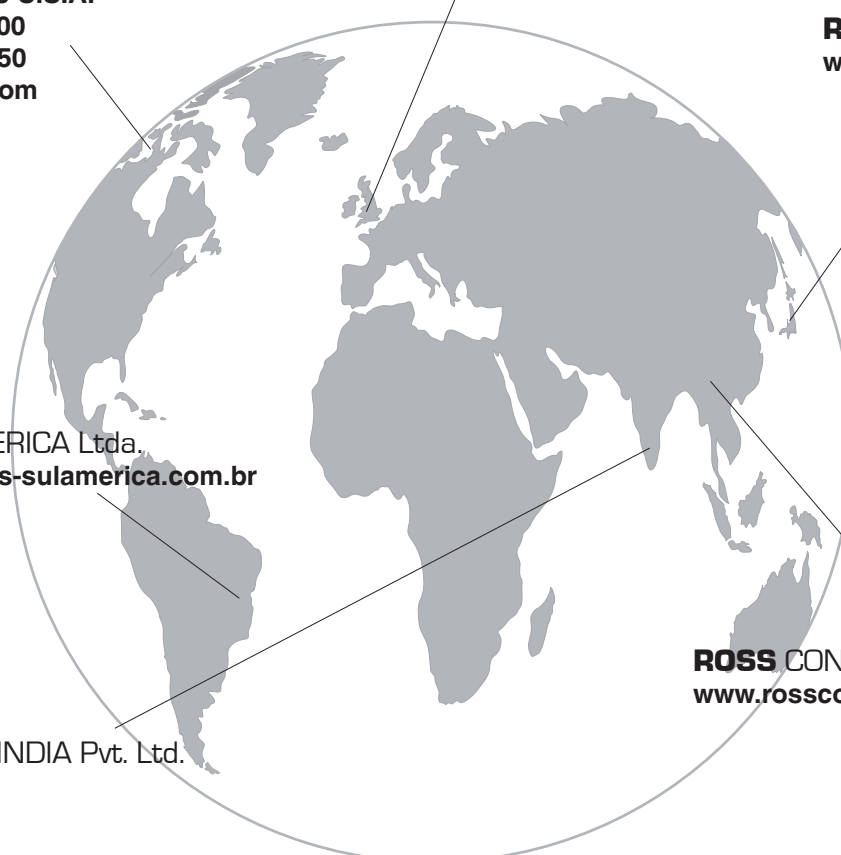 U.S.A.
00
50
om
R
w
ERICA Ltda.
s-sulamerica.com.br
ROSS CON
www.rossco
INDIA Pvt. Ltd.